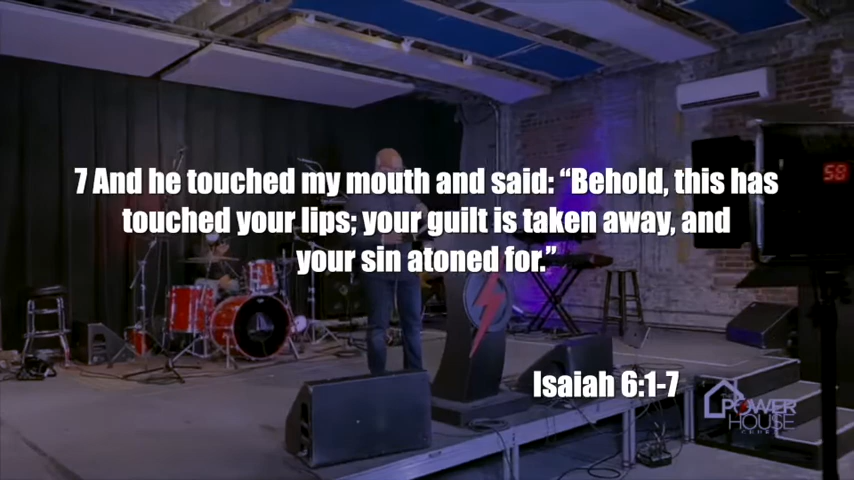 7 And he touched my mouth and said: “Behold, this has
touched your lips; your guilt is taken away, and
your sin atoned for.”
Isaiah 6:1-7
58
POWER
HOUSE
CHURCH